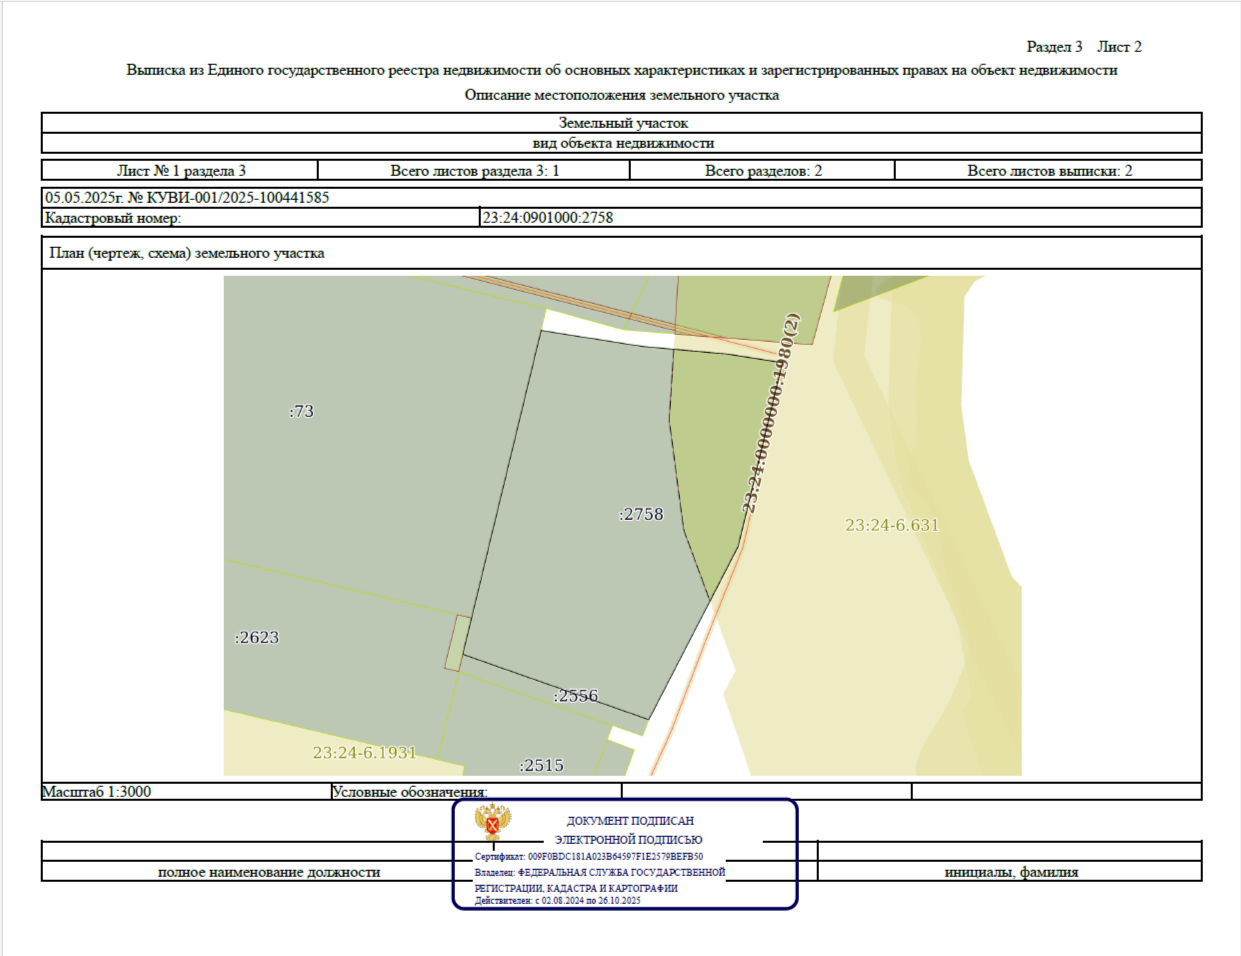 Раздел 3 Лист 2
Выписка из Единого государственного реестра недвижимости об основных характеристиках и зарегистрированных правах на объект недвижимости
Описание местоположения земельного участка
Земельный участок
вид объекта недвижимости
Лист № 1 раздела 3 Всего листов раздела 3: 1 Всего разделов: 2 Всего листов выписки: 2
05.05.2025г. № КУВИ-001/2025-100441585
Кадастровый номер: 23:24:0901000:2758
План (чертеж, схема) земельного участка
23:24:0000000:1980(2)
:73
:2758
23:24-6.631
:2623
:2556
23:24-6.1931
:2515
Масштаб 1:3000 Условные обозначения:
ДОКУМЕНТ ПОДПИСАН
ЭЛЕКТРОННОЙ ПОДПИСЬЮ
Сертификат: 009F0BDC181A023B64597F1E2579BEFB50
Владелец: ФЕДЕРАЛЬНАЯ СЛУЖБА ГОСУДАРСТВЕННОЙ
РЕГИСТРАЦИИ, КАДАСТРА И КАРТОГРАФИИ
Действителен: с 02.08.2024 по 26.10.2025
полное наименование должности инициалы, фамилия